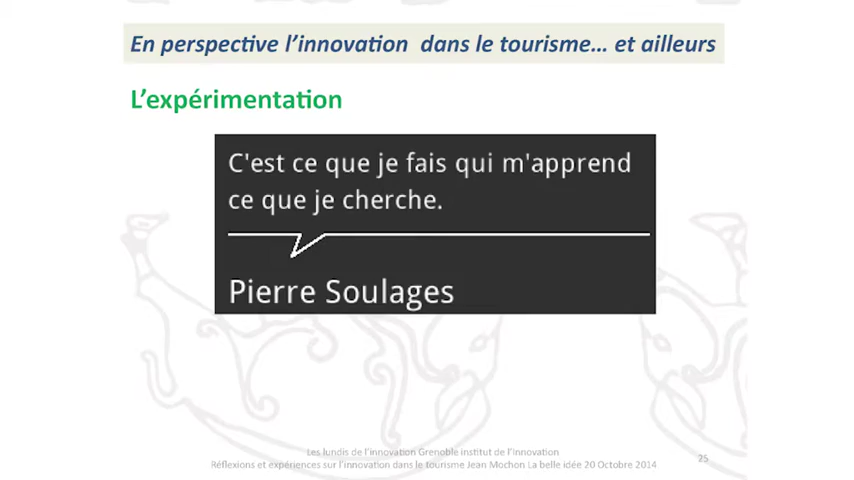 En perspective l’innovation dans le tourisme… et ailleurs
L’expérimentation
C'est ce que je fais qui m'apprend
ce que je cherche.
Pierre Soulages
Les lundis de l’innovation Grenoble institut de l’Innovation
Réflexions et expériences sur l’innovation dans le tourisme Jean Mochon La belle idée 20 Octobre 2014
25